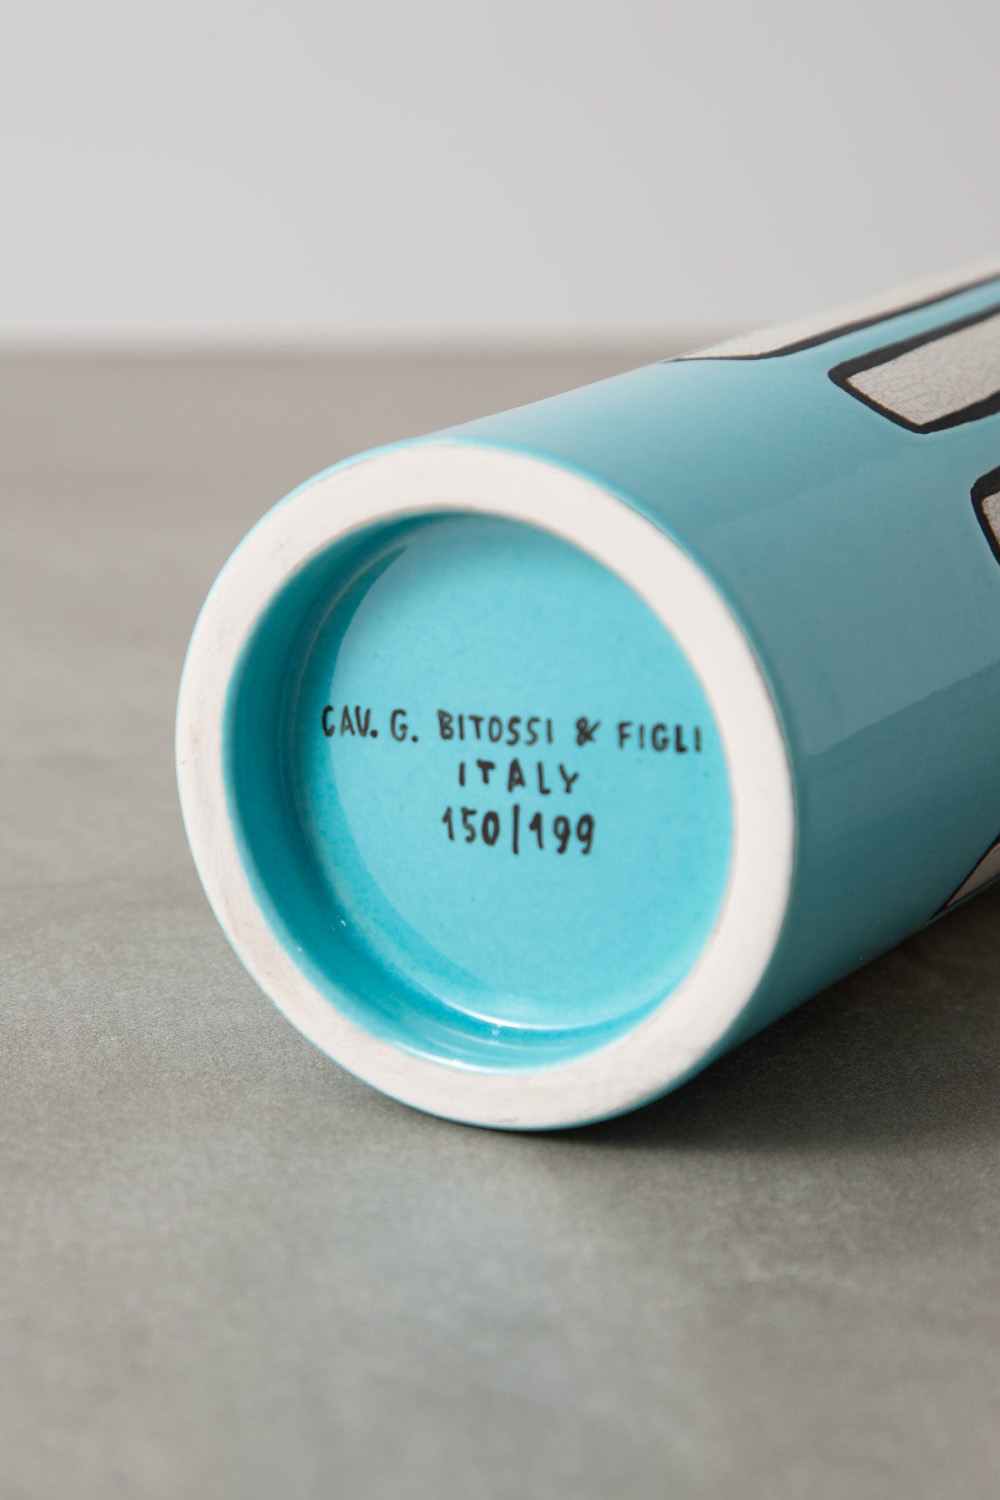 CAV. G. BITOSSI & FIGLI
ITALY
150|199